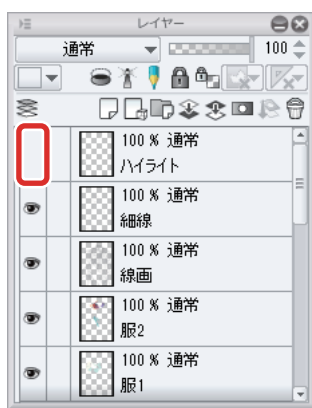 レイヤー
通常 100
100 % 通常
ハイライト
100 % 通常
細線
100 % 通常
線画
100 % 通常
服2
100 % 通常
服1